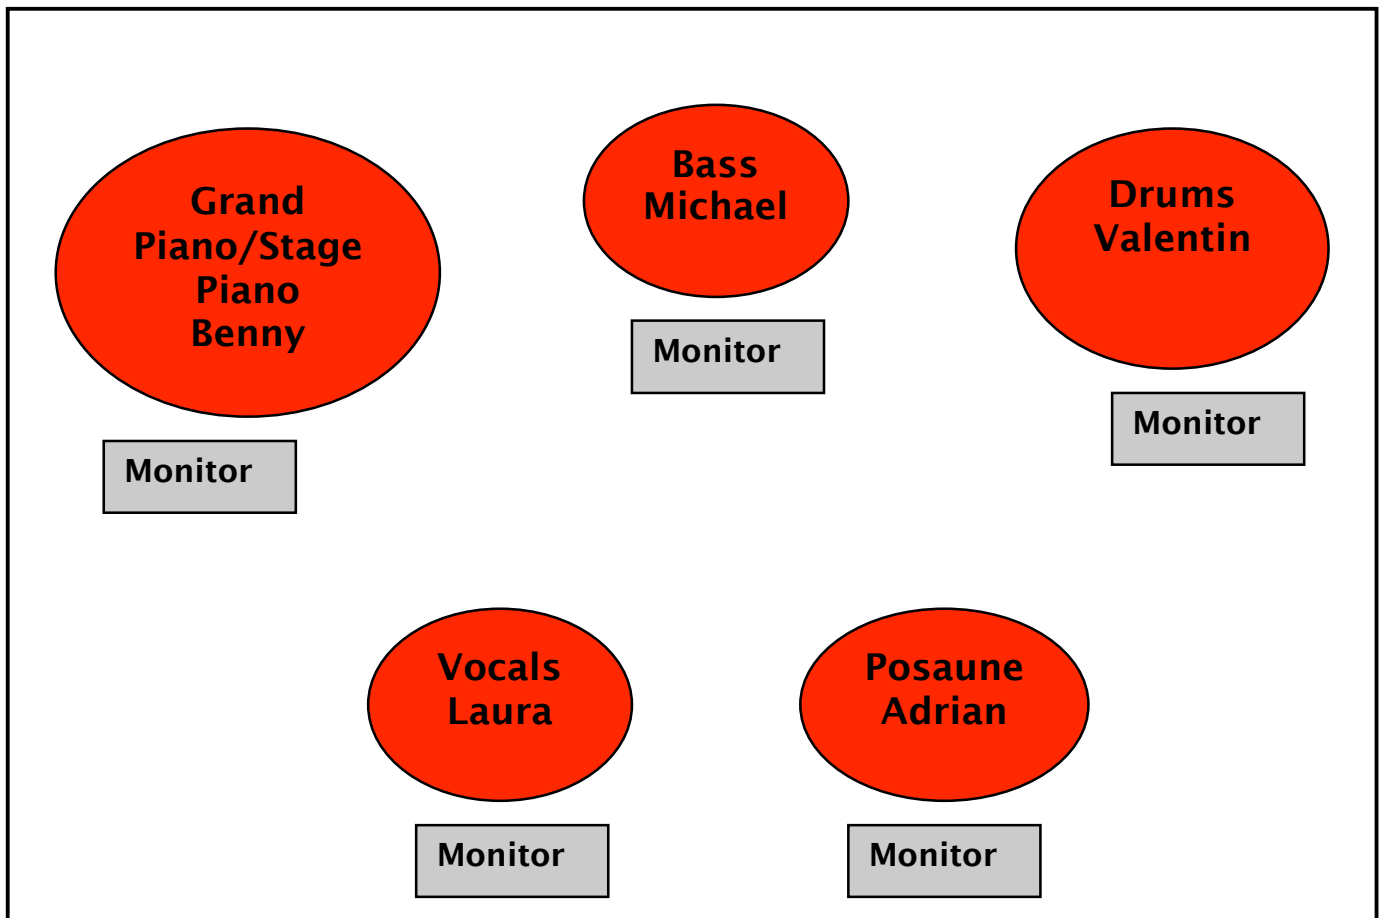 Grand
Piano/Stage
Piano
Benny
Bass
Michael
Drums
Valentin
Monitor
Monitor
Monitor
Vocals
Laura
Posaune
Adrian
Monitor
Monitor